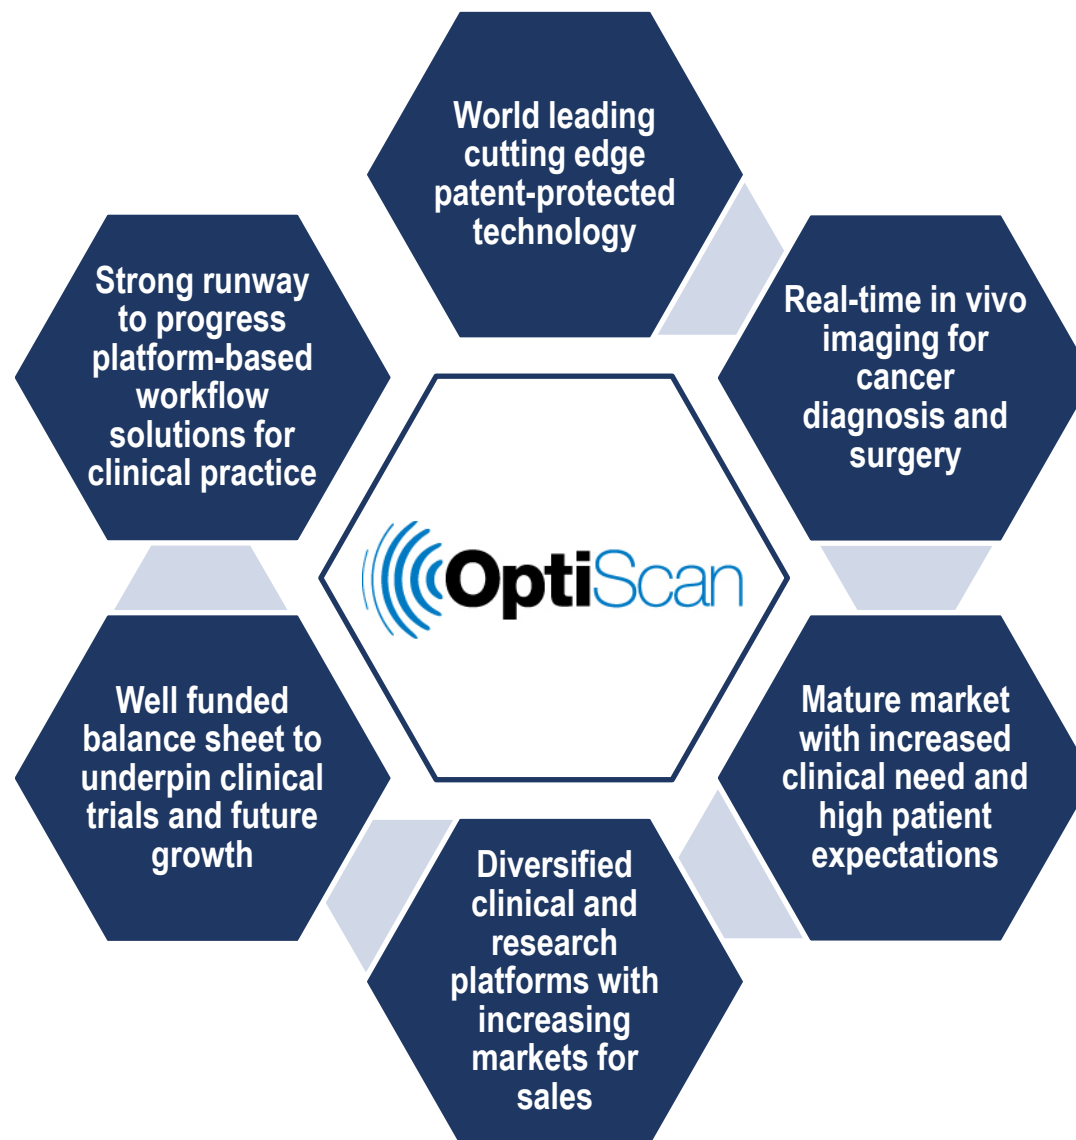 World leading
cutting edge
patent-protected
technology
Real-time in vivo
imaging for
cancer
diagnosis and
surgery
Mature market
with increased
clinical need and
high patient
expectations
Diversified
clinical and
research
platforms with
increasing
markets for
sales
Well funded
balance sheet to
underpin clinical
trials and future
growth
Strong runway
to progress
platform-based
workflow
solutions for
clinical practice
OptiScan